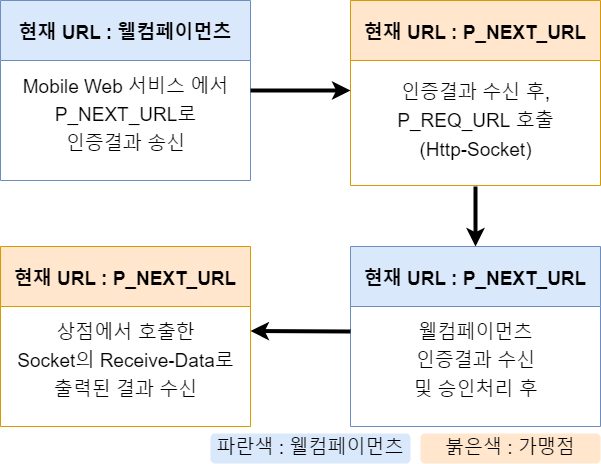 현재 URL : 웰컴페이먼츠
Mobile Web 서비스 에서
P_NEXT_URL로
인증결과 송신
현재 URL : P_NEXT_URL
인증결과 수신 후,
P_REQ_URL 호출
(Http-Socket)
현재 URL : P_NEXT_URL
상점에서 호출한
Socket의 Receive-Data로
출력된 결과 수신
현재 URL : P_NEXT_URL
웰컴페이먼츠
인증결과 수신
및 승인처리 후
파란색 : 웰컴페이먼츠
붉은색 : 가맹점